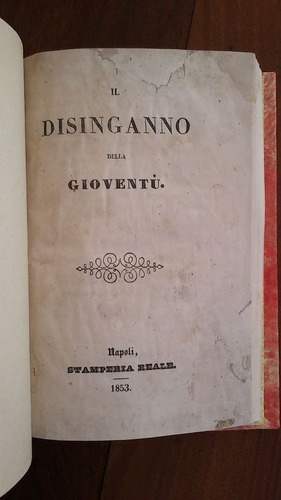 IL
DISINGANNO
DELLA
GIOVENTÙ.
Napoli,
STAMPERIA REALE.
1853.